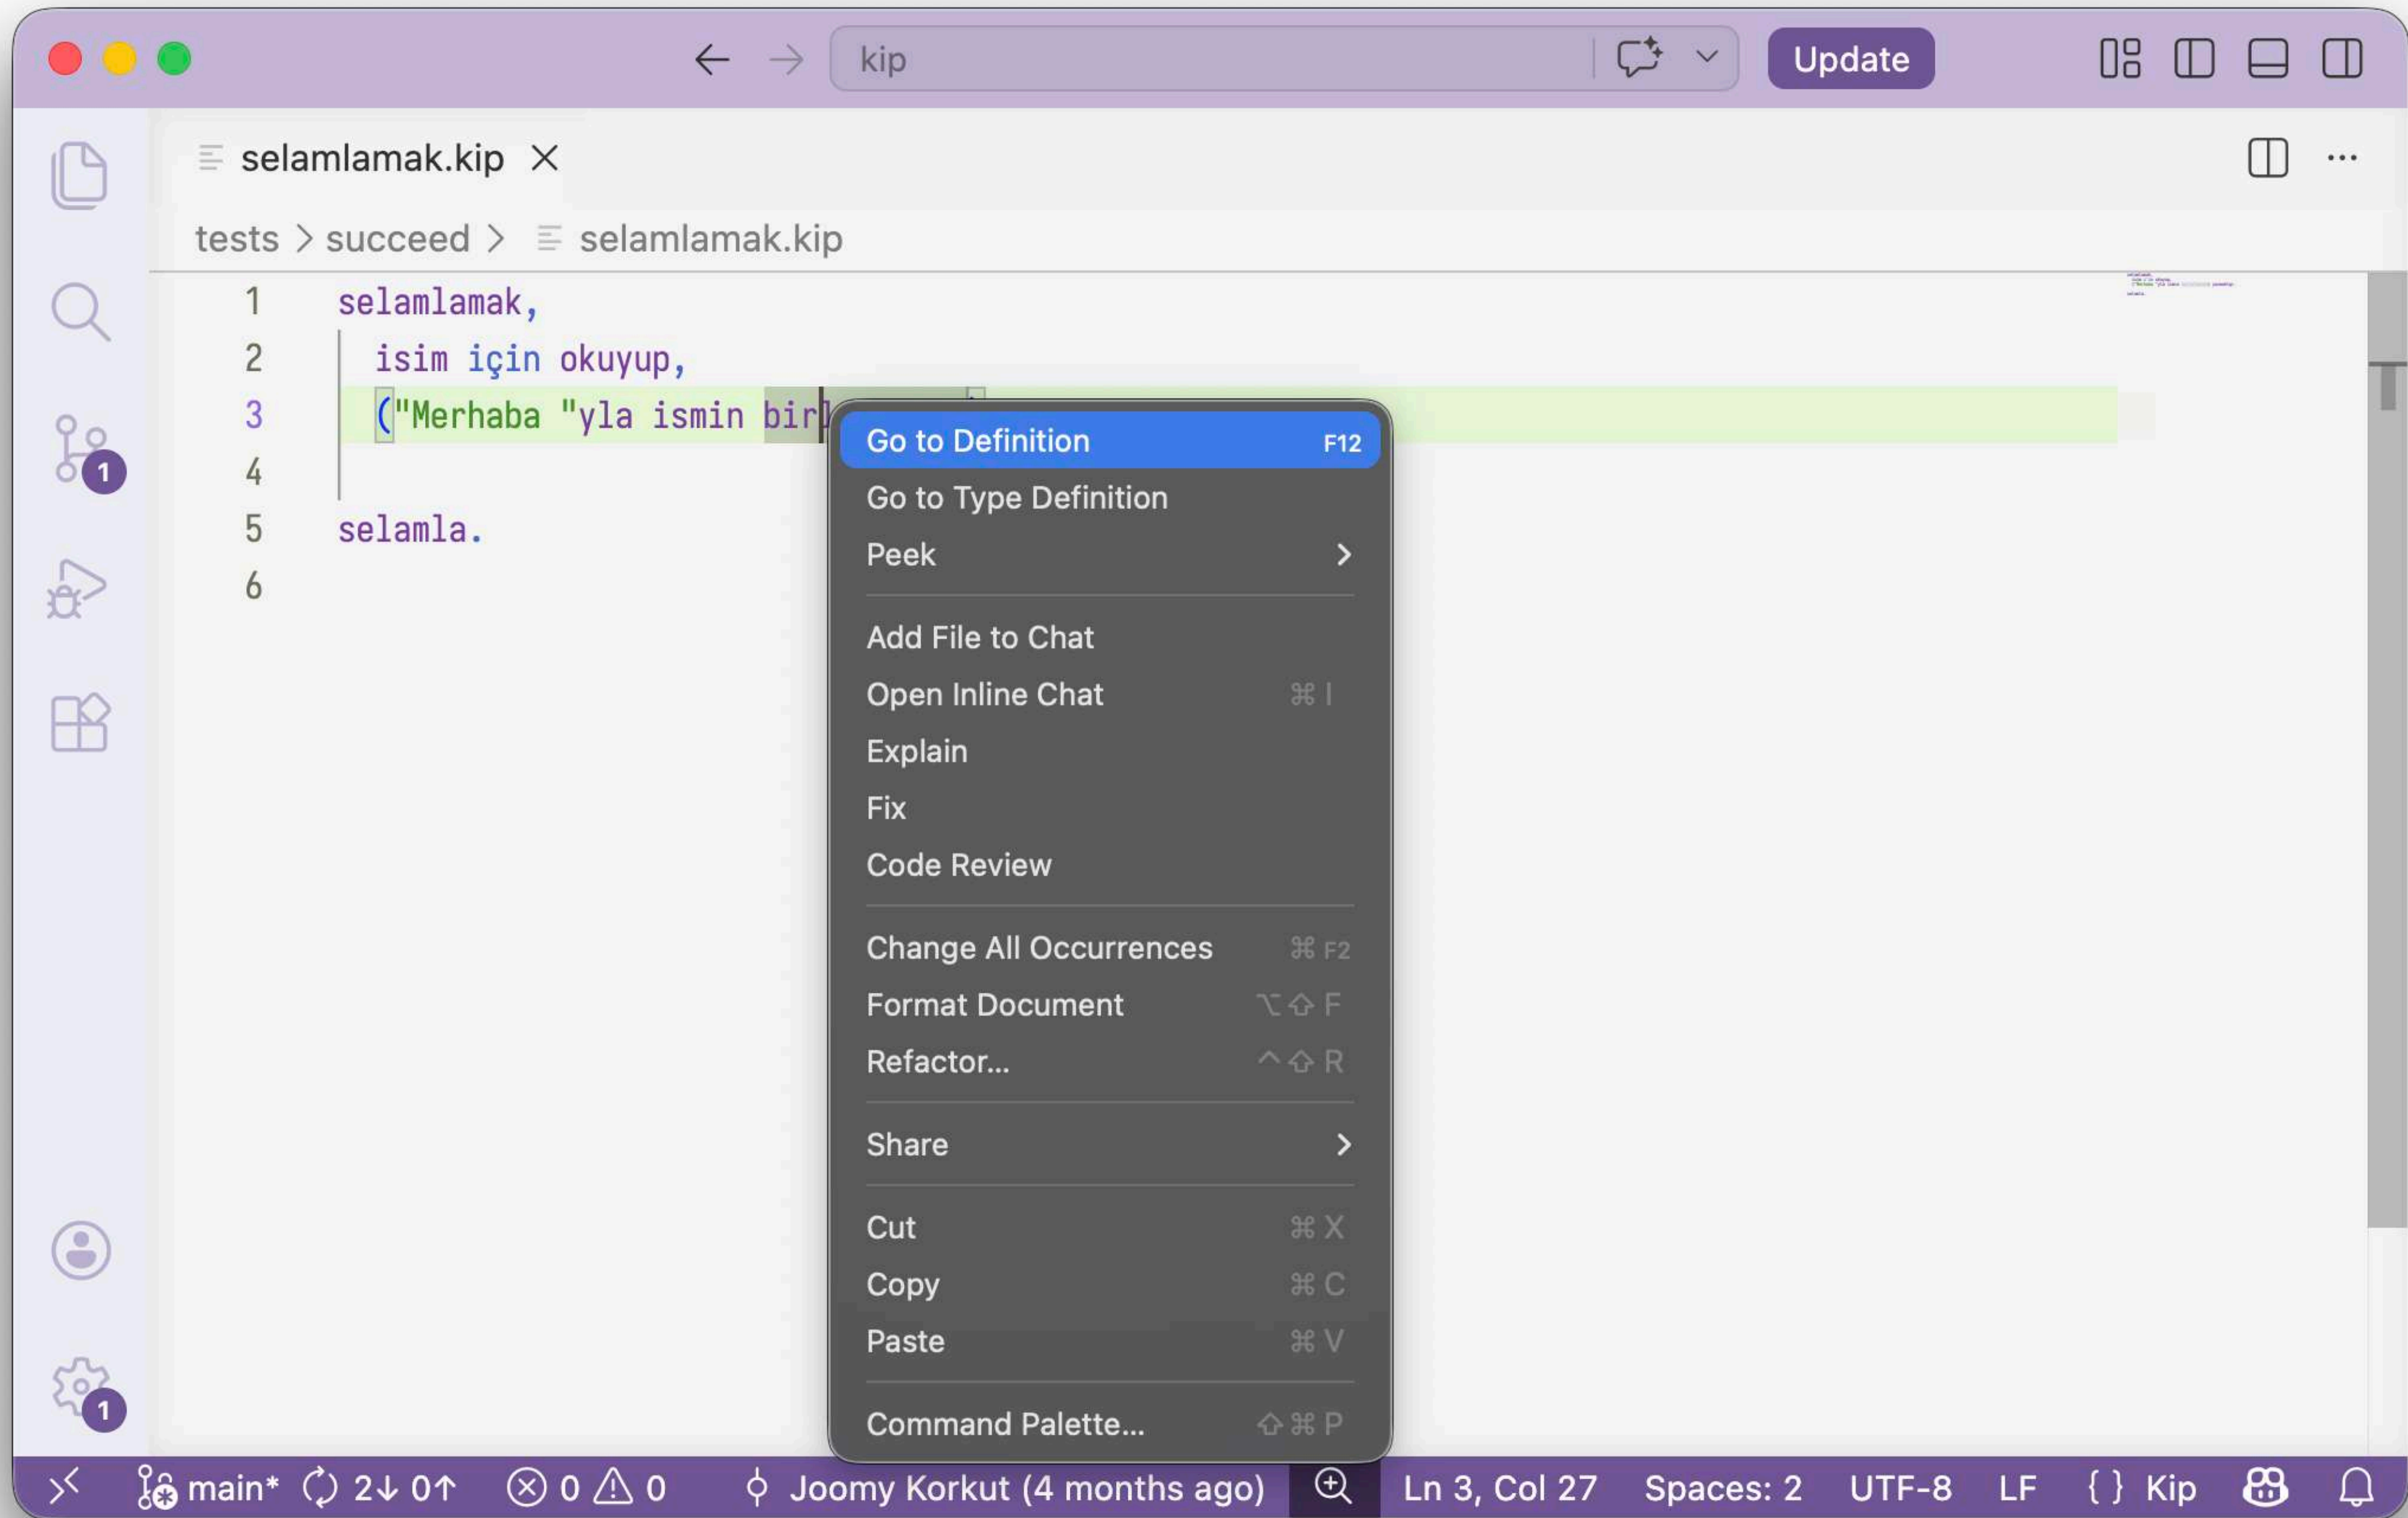 kip
Update
selamlamak.kip
tests > succeed > selamlamak.kip
1 selamlamak,
2 isim için okuyup,
3 ("Merhaba "yla ismin
4
5 selamla.
6
Go to Definition F12
Go to Type Definition
Peek
Add File to Chat
Open Inline Chat ⌘ I
Explain
Fix
Code Review
Change All Occurrences ⌘ F2
Format Document ⌥⇧ F
Refactor... ^⇧ R
Share
Cut ⌘ X
Copy ⌘ C
Paste ⌘ V
Command Palette... ⇧⌘ P
1
1
main* 2↓ 0↑ 0 0 Joomy Korkut (4 months ago) Ln 3, Col 27 Spaces: 2 UTF-8 LF { } Kip